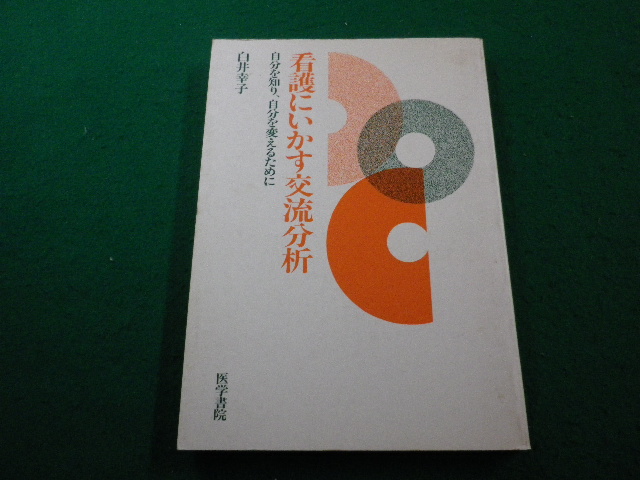 看護にいかす交流分析
自分を知り、自分を変えるために
白井幸子
医学書院